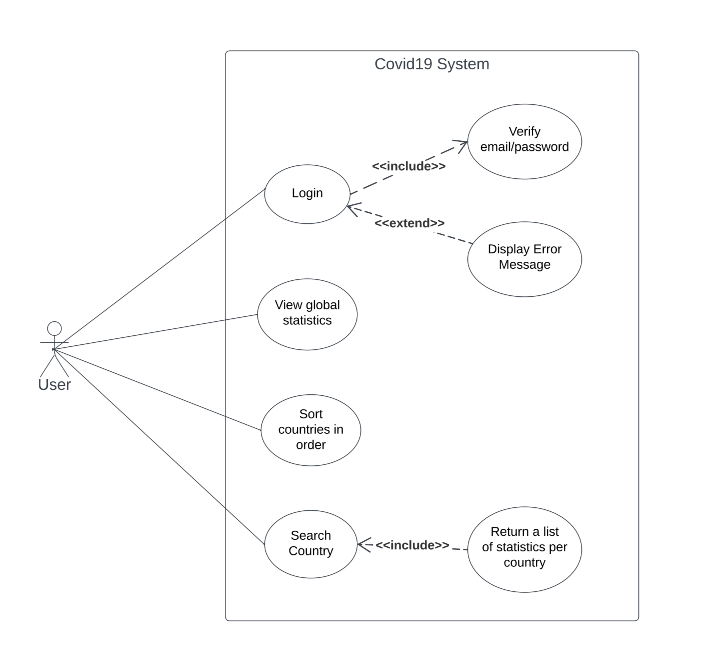 Covid19 System
Verify
email/password
<<include>>
Login
<<extend>>
Display Error
Message
View global
statistics
User
Sort
countries in
order
Search
Country
<<include>>
Return a list
of statistics per
country